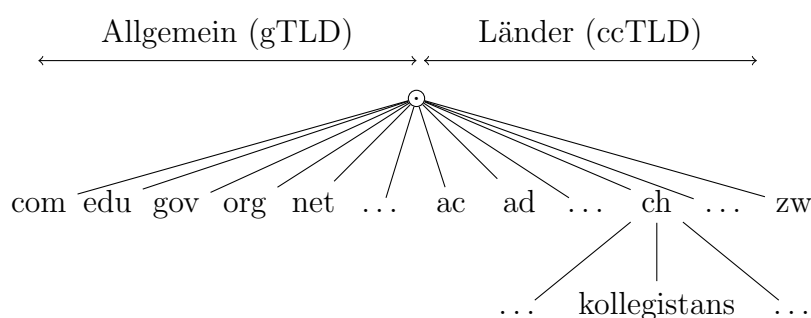 Allgemein (gTLD) Länder (ccTLD)
com edu gov org net ... ac ad ... ch ... zw
... kollegistans ...